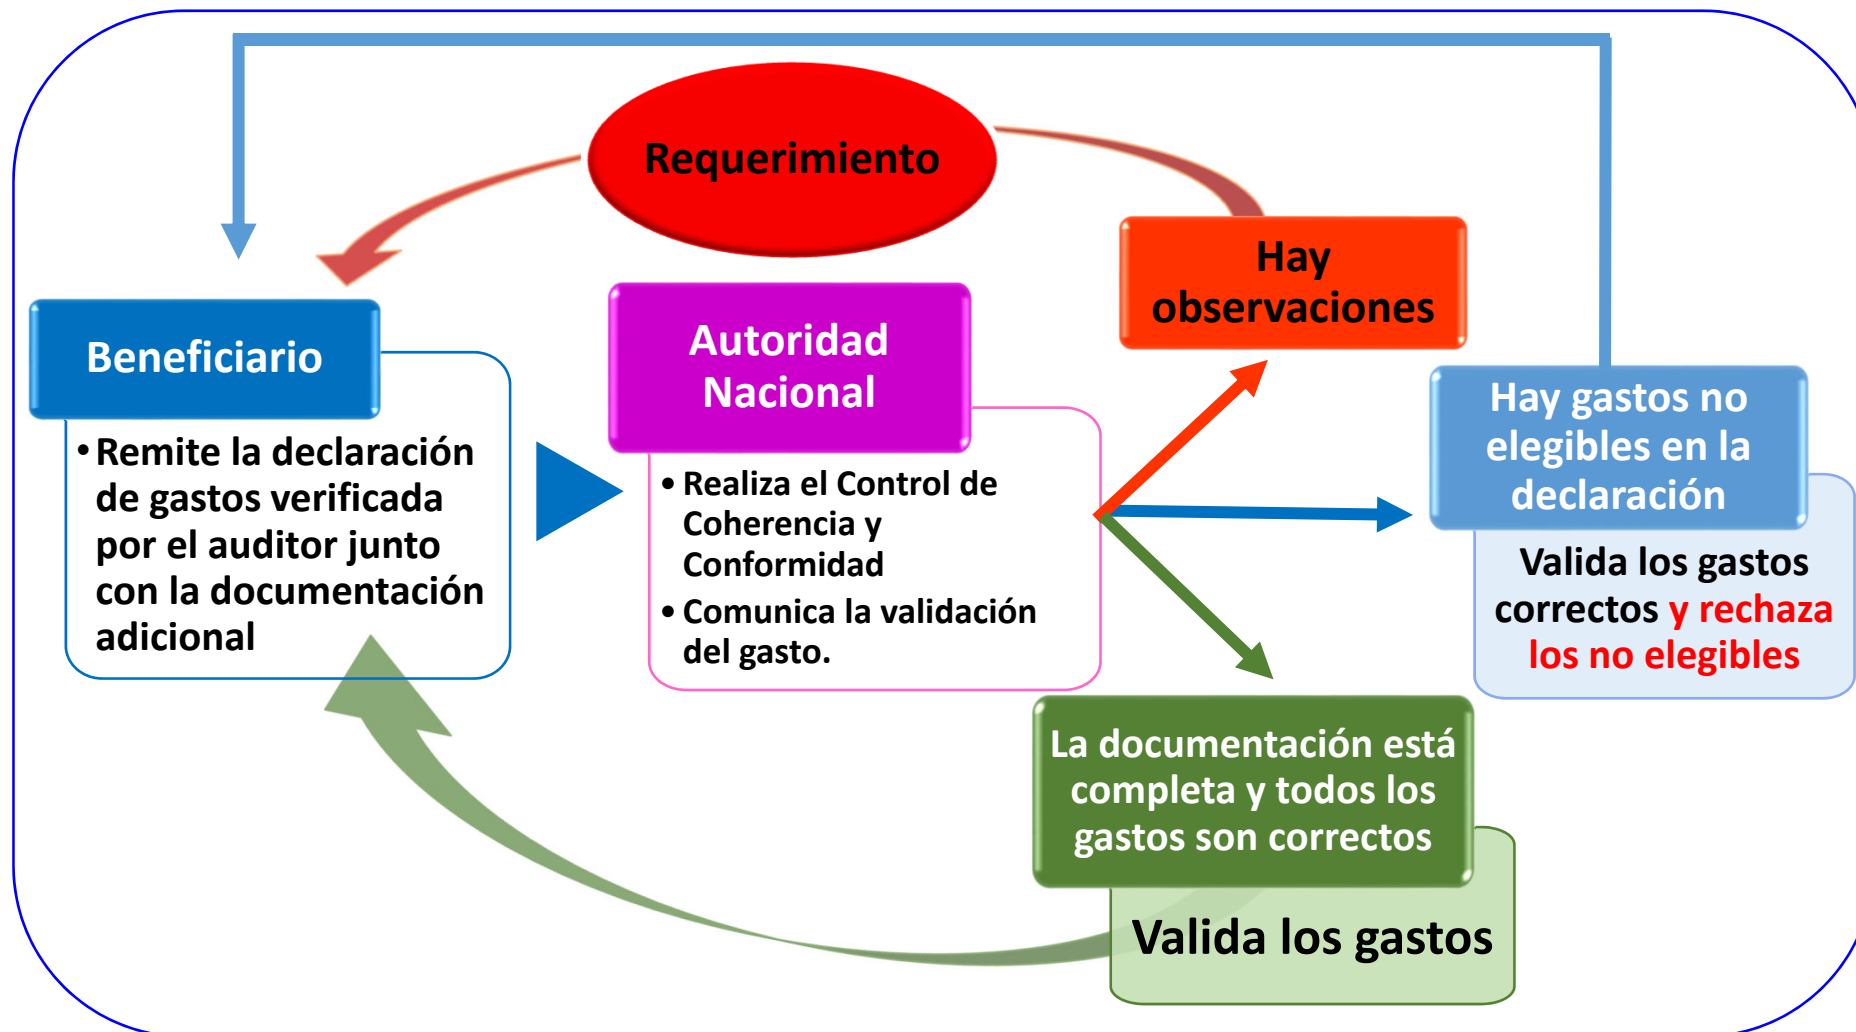 Requerimiento
Hay
observaciones
Beneficiario
• Remite la declaración
de gastos verificada
por el auditor junto
con la documentación
adicional
Autoridad
Nacional
• Realiza el Control de
Coherencia y
Conformidad
• Comunica la validación
del gasto.
Hay gastos no
elegibles en la
declaración
Valida los gastos
correctos y rechaza
los no elegibles
La documentación está
completa y todos los
gastos son correctos
Valida los gastos